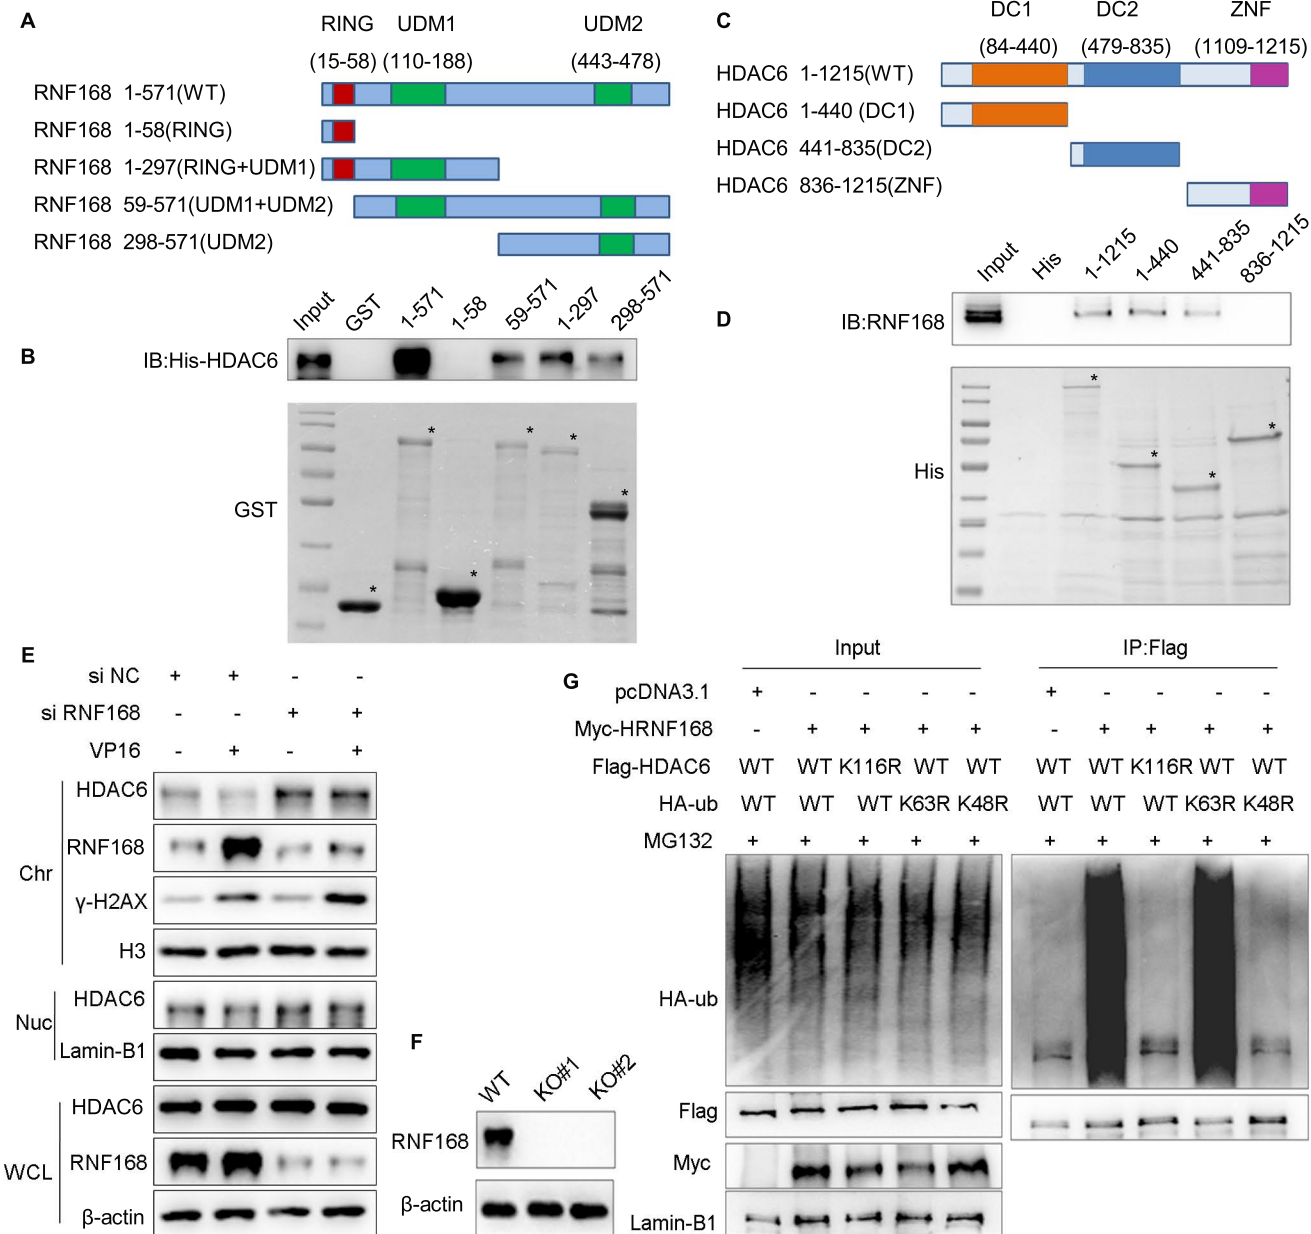 A
RING UDM1 UDM2
(15-58) (110-188) (443-478)
RNF168 1-571(WT)
RNF168 1-58(RING)
RNF168 1-297(RING+UDM1)
RNF168 59-571(UDM1+UDM2)
RNF168 298-571(UDM2)
B
Input GST 1-571 1-58 59-571 1-297 298-571
IB:His-HDAC6
* * * * * * *
GST
C
DC1 DC2 ZNF
(84-440) (479-835) (1109-1215)
HDAC6 1-1215(WT)
HDAC6 1-440 (DC1)
HDAC6 441-835(DC2)
HDAC6 836-1215(ZNF)
D
Input His 1-1215 1-440 441-835 836-1215
IB:RNF168
* * * *
His
E
si NC + + - -
si RNF168 - - + +
VP16 - + - +
Chr
HDAC6
RNF168
γ-H2AX
H3
Nuc
HDAC6
Lamin-B1
WCL
HDAC6
RNF168
β-actin
F
WT KO#1 KO#2
RNF168
β-actin
G
Input IP:Flag
pcDNA3.1 + - - - - + - - - -
Myc-HRNF168 - + + + + - + + + +
Flag-HDAC6 WT WT K116R WT WT WT WT K116R WT WT
HA-ub WT WT WT K63R K48R WT WT WT K63R K48R
MG132 + + + + + + + + + +
HA-ub
Flag
Myc
Lamin-B1